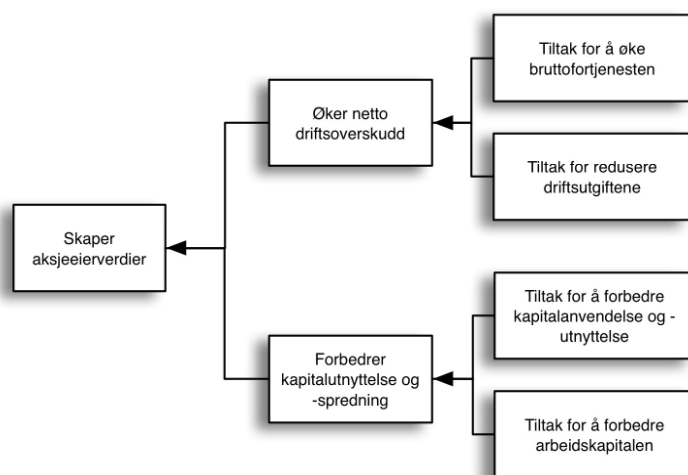 Tiltak for å øke
bruttofortjenesten
Øker netto
driftsoverskudd
Tiltak for redusere
driftsutgiftene
Skaper
aksjeeierverdier
Tiltak for å forbedre
kapitalanvendelse og -
utnyttelse
Forbedrer
kapitalutnyttelse og
-spredning
Tiltak for å forbedre
arbeidskapitalen